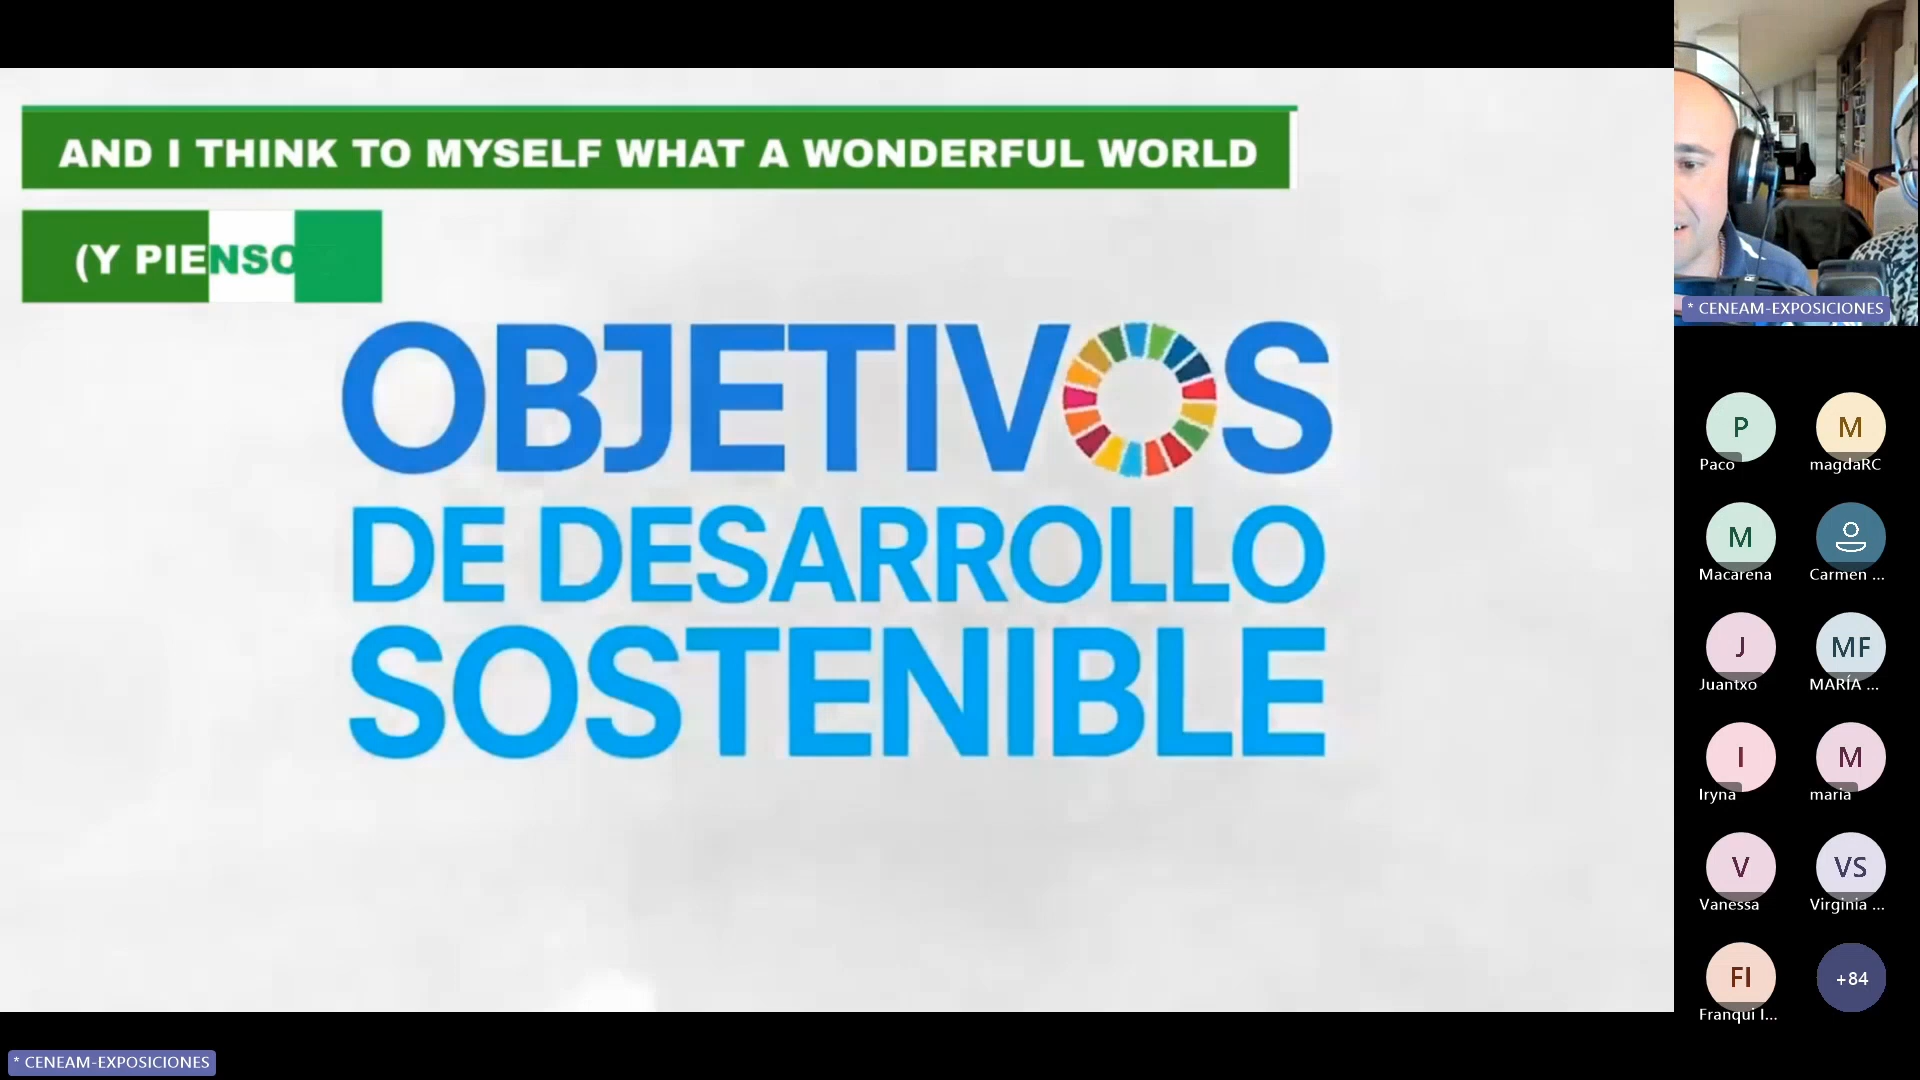 AND I THINK TO MYSELF WHAT A WONDERFUL WORLD
(Y PIENSO
OBJETIVOS
DE DESARROLLO
SOSTENIBLE
* CENEAM-EXPOSICIONES
P
Paco
M
magdaRC
M
Macarena
Carmen ...
J
Juantxo
MF
MARÍA ...
I
Iryna
M
maria
V
Vanessa
VS
Virginia ...
FI
Franqui I...
+84
* CENEAM-EXPOSICIONES